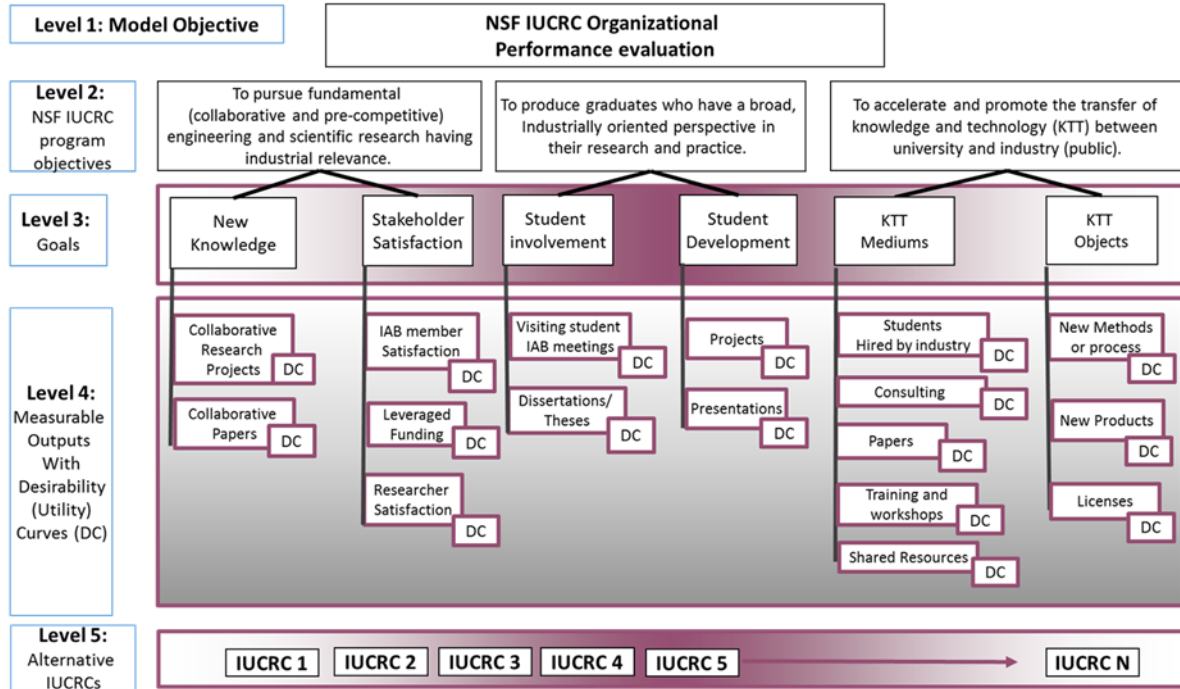 Level 1: Model Objective
NSF IUCRC Organizational
Performance evaluation
Level 2:
NSF IUCRC
program
objectives
To pursue fundamental
(collaborative and pre-competitive)
engineering and scientific research having
industrial relevance.
To produce graduates who have a broad,
Industrially oriented perspective in
their research and practice.
To accelerate and promote the transfer of
knowledge and technology (KTT) between
university and industry (public).
Level 3:
Goals
New
Knowledge
Stakeholder
Satisfaction
Student
involvement
Student
Development
KTT
Mediums
KTT
Objects
Level 4:
Measurable
Outputs
With
Desirability
(Utility)
Curves (DC)
Collaborative
Research
Projects
DC
Collaborative
Papers
DC
IAB member
Satisfaction
DC
Leveraged
Funding
DC
Researcher
Satisfaction
DC
Visiting student
IAB meetings
DC
Dissertations/
Theses
DC
Projects
DC
Presentations
DC
Students
Hired by industry
DC
Consulting
DC
Papers
DC
Training and
workshops
DC
Shared Resources
DC
New Methods
or process
DC
New Products
DC
Licenses
DC
Level 5:
Alternative
IUCRCs
IUCRC 1
IUCRC 2
IUCRC 3
IUCRC 4
IUCRC 5
IUCRC N